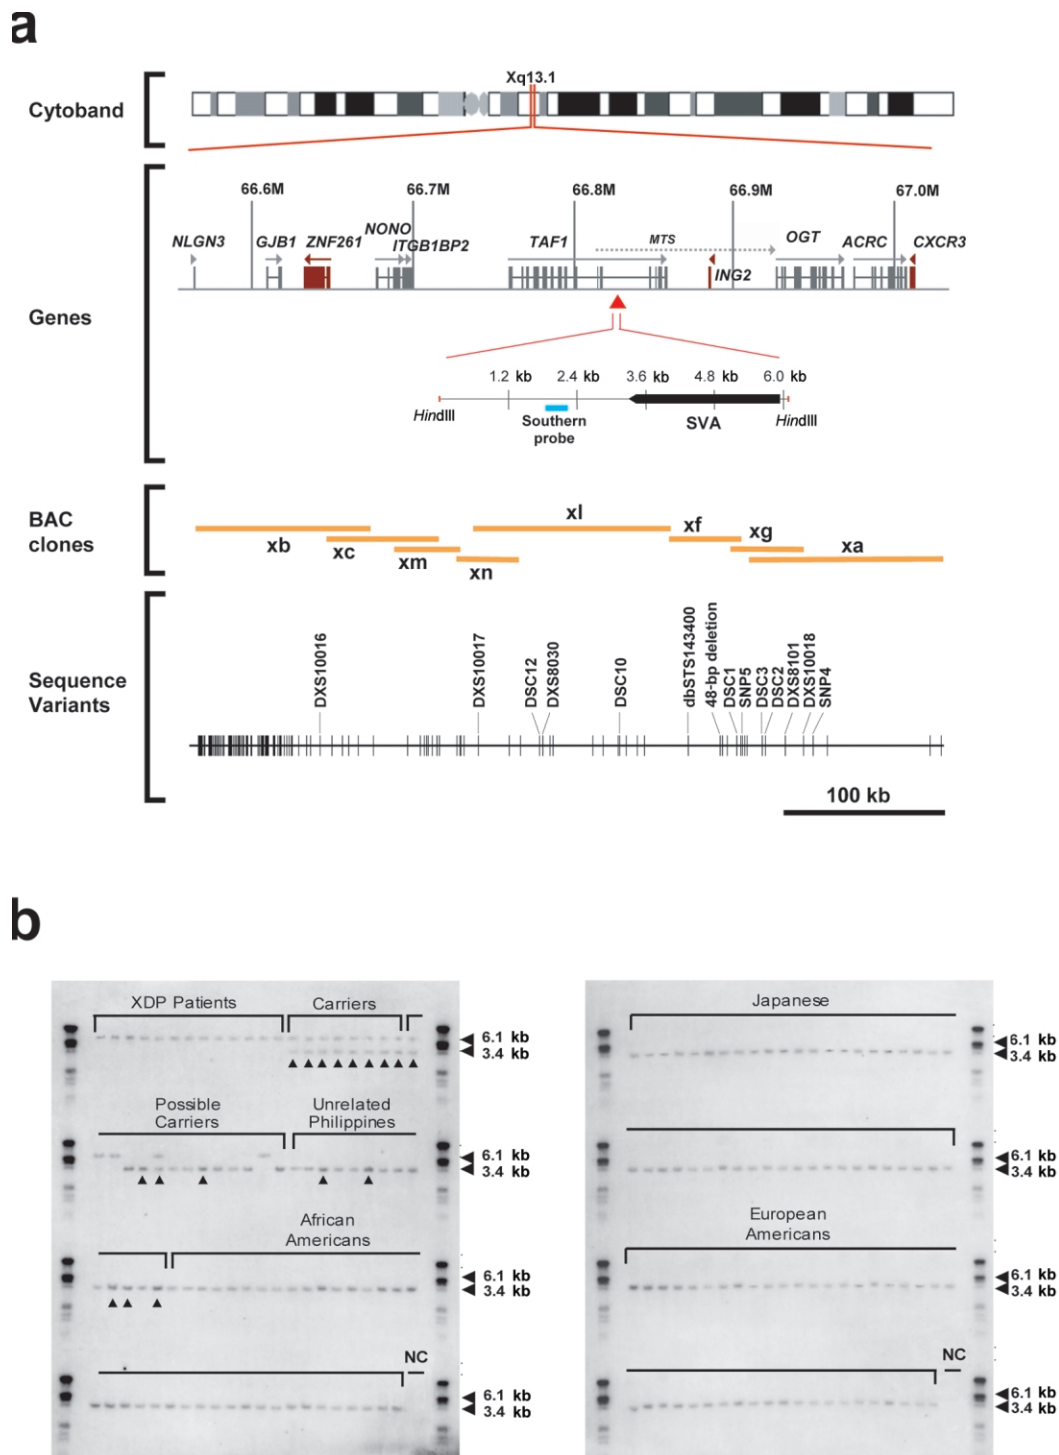 a
Cytoband
Xq13.1
Genes
66.6M 66.7M 66.8M 66.9M 67.0M
NLGN3 GJB1 ZNF261 NONO ITGB1BP2 TAF1 MTS ING2 OGT ACRC CXCR3
1.2 kb 2.4 kb 3.6 kb 4.8 kb 6.0 kb
HindIII Southern probe SVA HindIII
BAC clones
xb xc xm xn xl xf xg xa
Sequence Variants
DXS10016 DXS10017 DSC12 DXS8030 DSC10 dbSTS143400 48-bp deletion DSC1 SNP5 DSC3 DSC2 DXS8101 DXS10018 SNP4
100 kb
b
XDP Patients Carriers
6.1 kb
3.4 kb
Possible Carriers Unrelated Philippines
6.1 kb
3.4 kb
African Americans
6.1 kb
3.4 kb
NC
6.1 kb
3.4 kb
Japanese
6.1 kb
3.4 kb
6.1 kb
3.4 kb
European Americans
6.1 kb
3.4 kb
NC
6.1 kb
3.4 kb